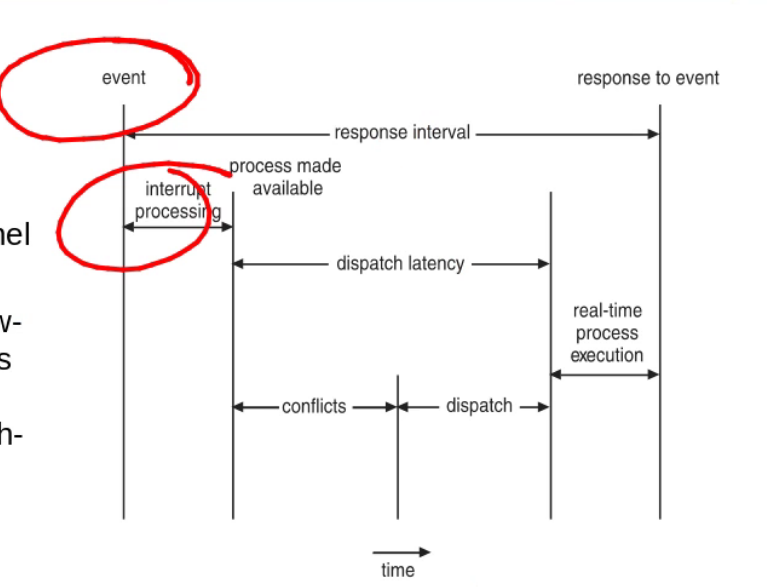 event
response to event
response interval
process made
available
interrupt
processing
nel
dispatch latency
w-
s
real-time
process
execution
conflicts
dispatch
h-
time